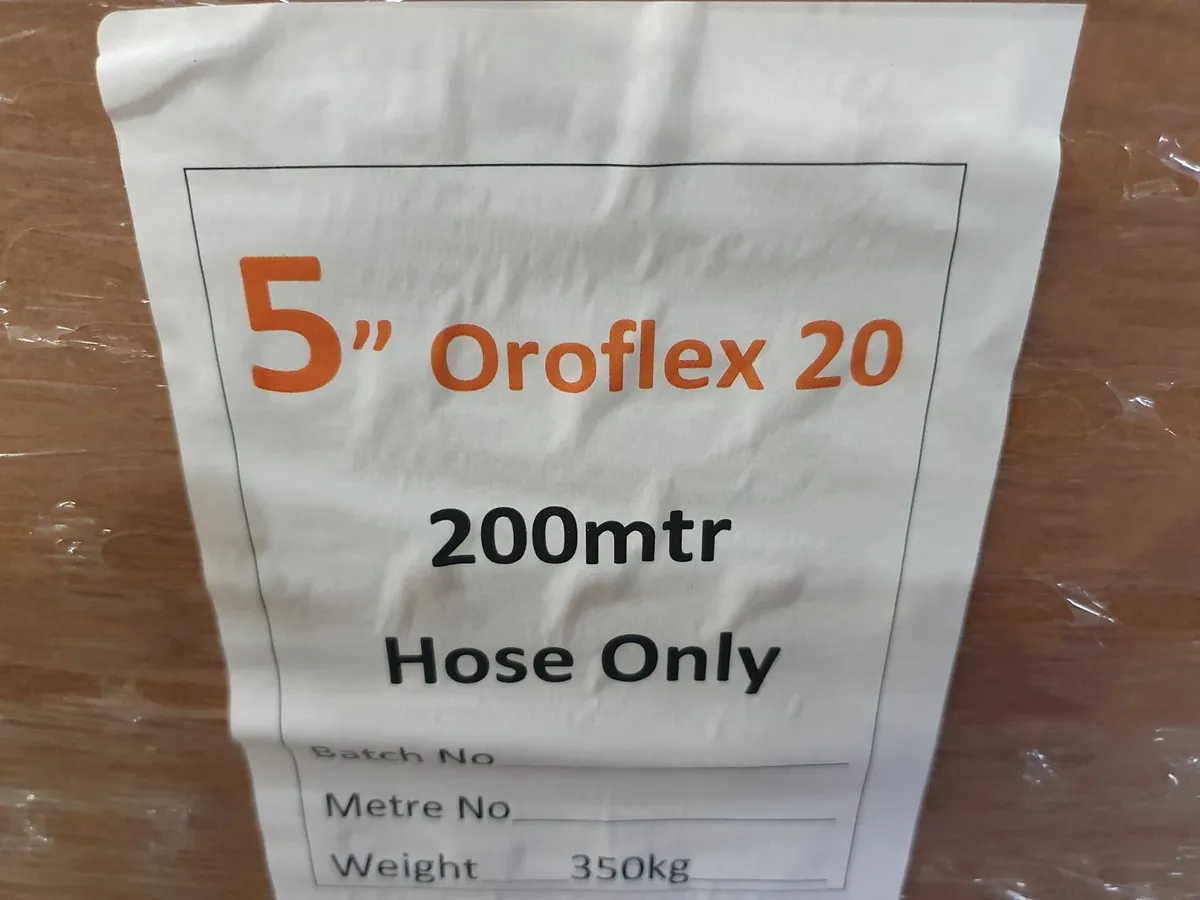 5” Oroflex 20
200mtr
Hose Only
Batch No
Metre No
Weight 350kg